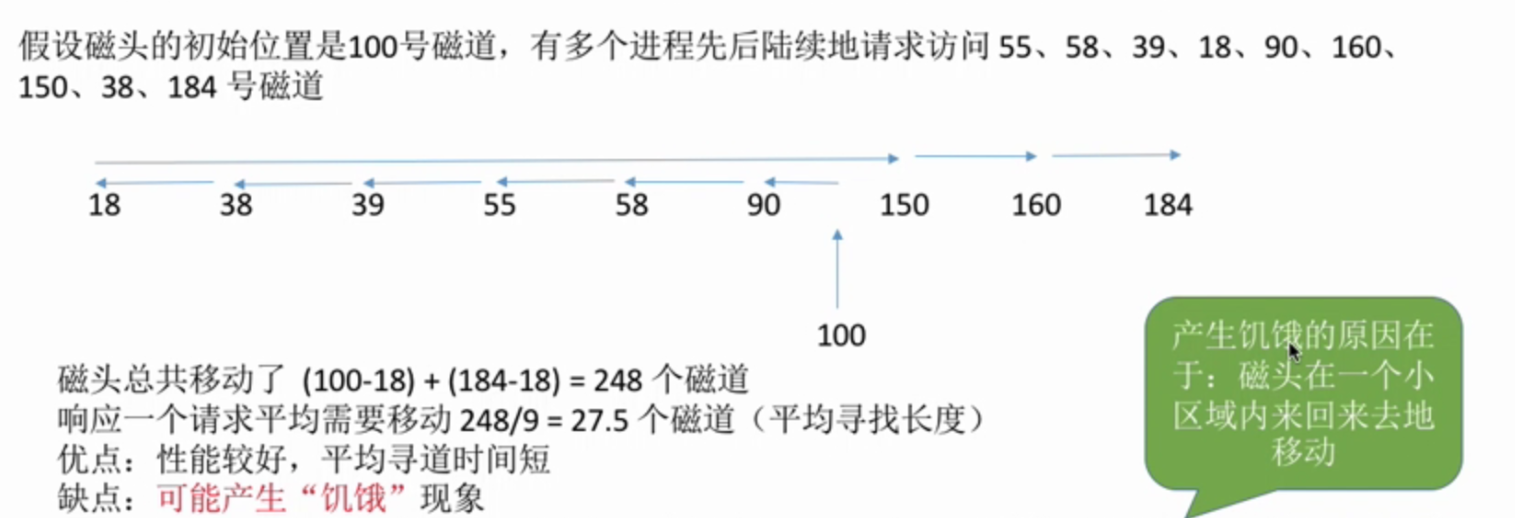 假设磁头的初始位置是100号磁道，有多个进程先后陆续地请求访问 55、58、39、18、90、160、
150、38、184 号磁道
18 38 39 55 58 90 150 160 184
100
磁头总共移动了 (100-18) + (184-18) = 248 个磁道
响应一个请求平均需要移动 248/9 = 27.5 个磁道（平均寻找长度）
优点：性能较好，平均寻道时间短
缺点：可能产生“饥饿”现象
产生饥饿的原因在
于：磁头在一个小
区域内来回来去地
移动